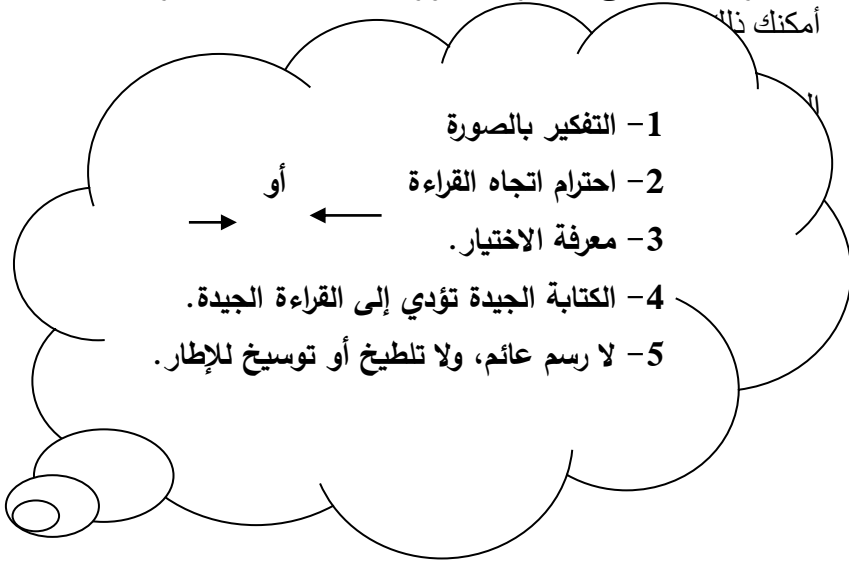 أمكنك
1- التفكير بالصورة
2- احترام اتجاه القراءة ← أو →
3- معرفة الاختيار.
4- الكتابة الجيدة تؤدي إلى القراءة الجيدة.
5- لا رسم عائم، ولا تلطيخ أو توسيخ للإطار.